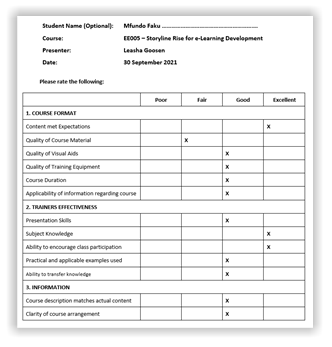 Student Name (Optional): Mfundo Faku
Course: EE005 – Storyline Rise for e-Learning Development
Presenter: Leasha Goosen
Date: 30 September 2021
Please rate the following:
Poor Fair Good Excellent
1. COURSE FORMAT
Content met Expectations X
Quality of Course Material X
Quality of Visual Aids X
Quality of Training Equipment X
Course Duration X
Applicability of information regarding course X
2. TRAINERS EFFECTIVENESS
Presentation Skills X
Subject Knowledge X
Ability to encourage class participation X
Practical and applicable examples used X
Ability to transfer knowledge X
3. INFORMATION
Course description matches actual content X
Clarity of course arrangement X